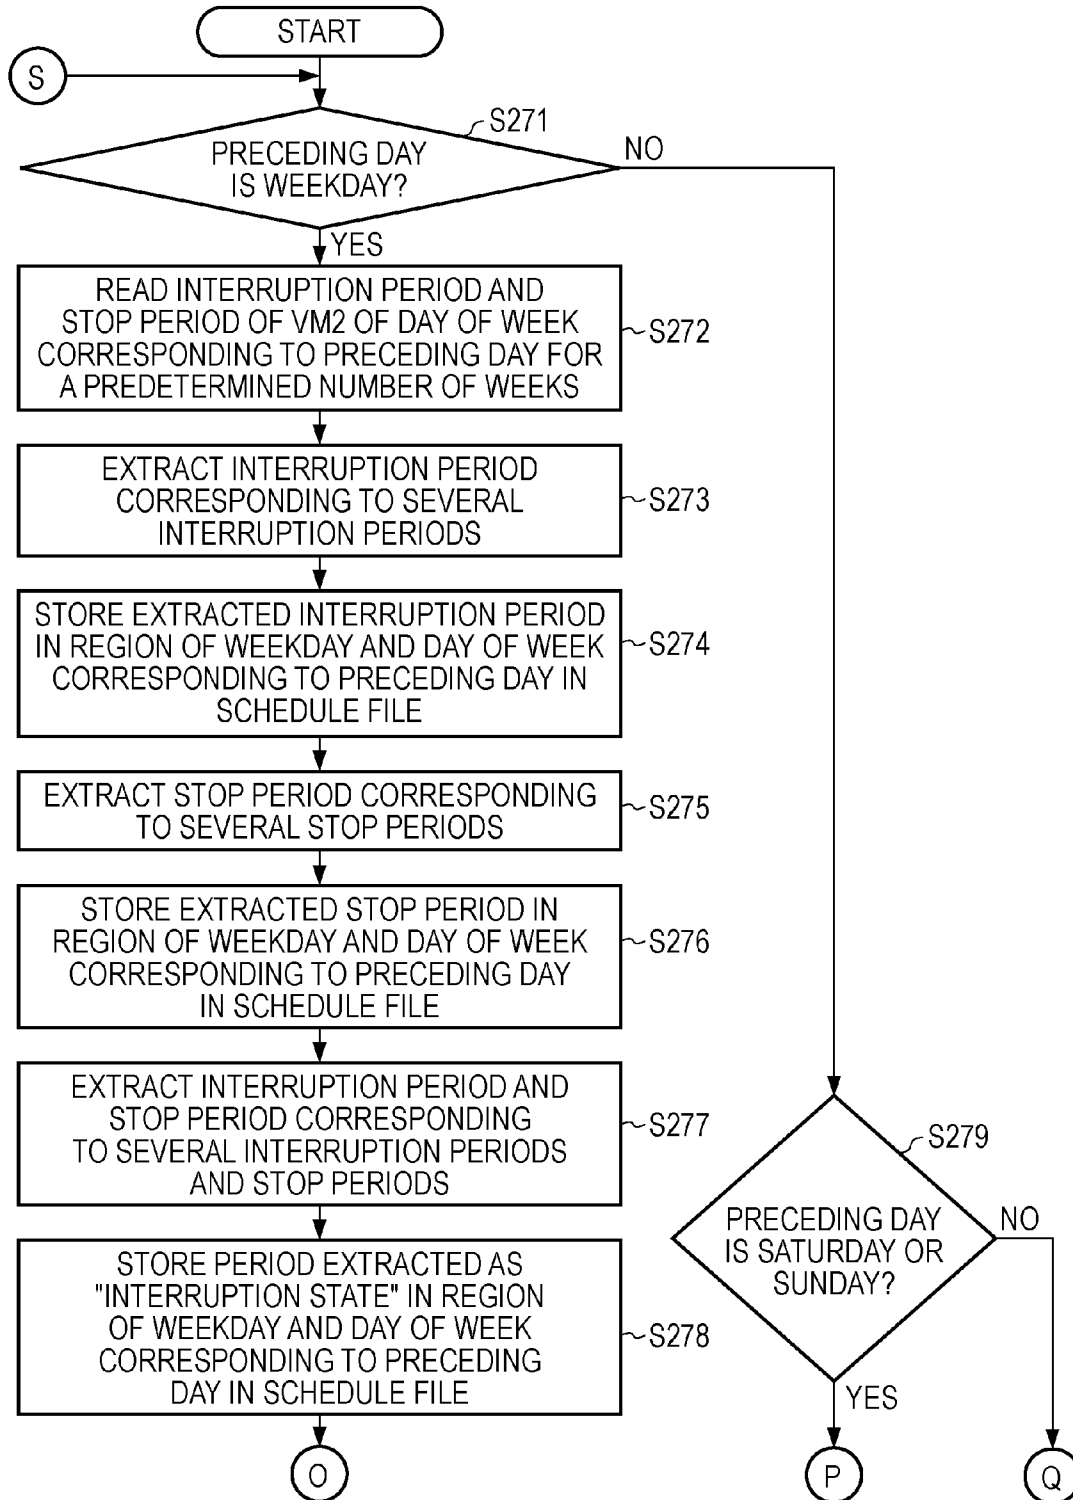 START
S
S271
PRECEDING DAY
IS WEEKDAY?
NO
YES
READ INTERRUPTION PERIOD AND
STOP PERIOD OF VM2 OF DAY OF WEEK
CORRESPONDING TO PRECEDING DAY FOR
A PREDETERMINED NUMBER OF WEEKS
S272
EXTRACT INTERRUPTION PERIOD
CORRESPONDING TO SEVERAL
INTERRUPTION PERIODS
S273
STORE EXTRACTED INTERRUPTION PERIOD
IN REGION OF WEEKDAY AND DAY OF WEEK
CORRESPONDING TO PRECEDING DAY IN
SCHEDULE FILE
S274
EXTRACT STOP PERIOD CORRESPONDING
TO SEVERAL STOP PERIODS
S275
STORE EXTRACTED STOP PERIOD IN
REGION OF WEEKDAY AND DAY OF WEEK
CORRESPONDING TO PRECEDING DAY
IN SCHEDULE FILE
S276
EXTRACT INTERRUPTION PERIOD AND
STOP PERIOD CORRESPONDING
TO SEVERAL INTERRUPTION PERIODS
AND STOP PERIODS
S277
STORE PERIOD EXTRACTED AS
"INTERRUPTION STATE" IN REGION
OF WEEKDAY AND DAY OF WEEK
CORRESPONDING TO PRECEDING
DAY IN SCHEDULE FILE
S278
O
S279
PRECEDING DAY
IS SATURDAY OR
SUNDAY?
NO
YES
P
Q